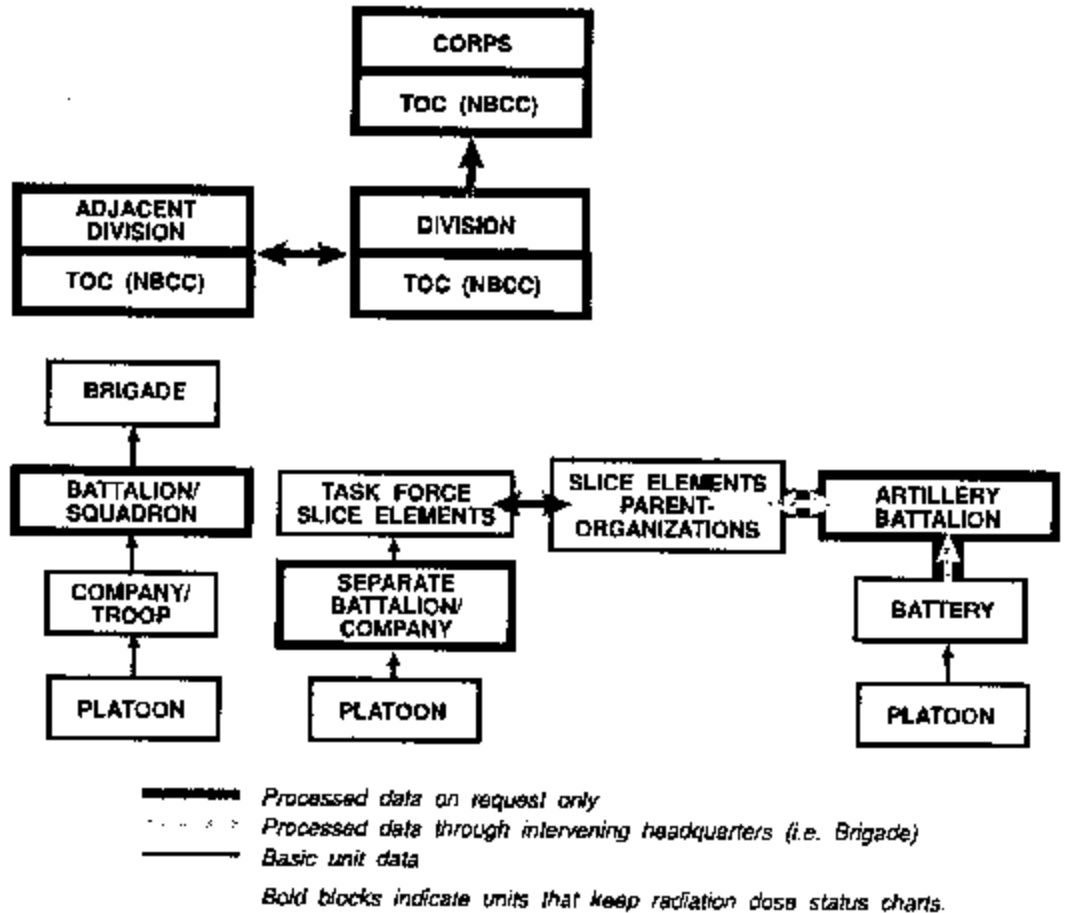 CORPS
TOC (NBCC)
ADJACENT
DIVISION
TOC (NBCC)
DIVISION
TOC (NBCC)
BRIGADE
BATTALION/
SQUADRON
COMPANY/
TROOP
PLATOON
TASK FORCE
SLICE ELEMENTS
SEPARATE
BATTALION/
COMPANY
PLATOON
SLICE ELEMENTS
PARENT-
ORGANIZATIONS
ARTILLERY
BATTALION
BATTERY
PLATOON
Processed data on request only
Processed data through intervening headquarters (i.e. Brigade)
Basic unit data
Bold blocks indicate units that keep radiation dose status charts.